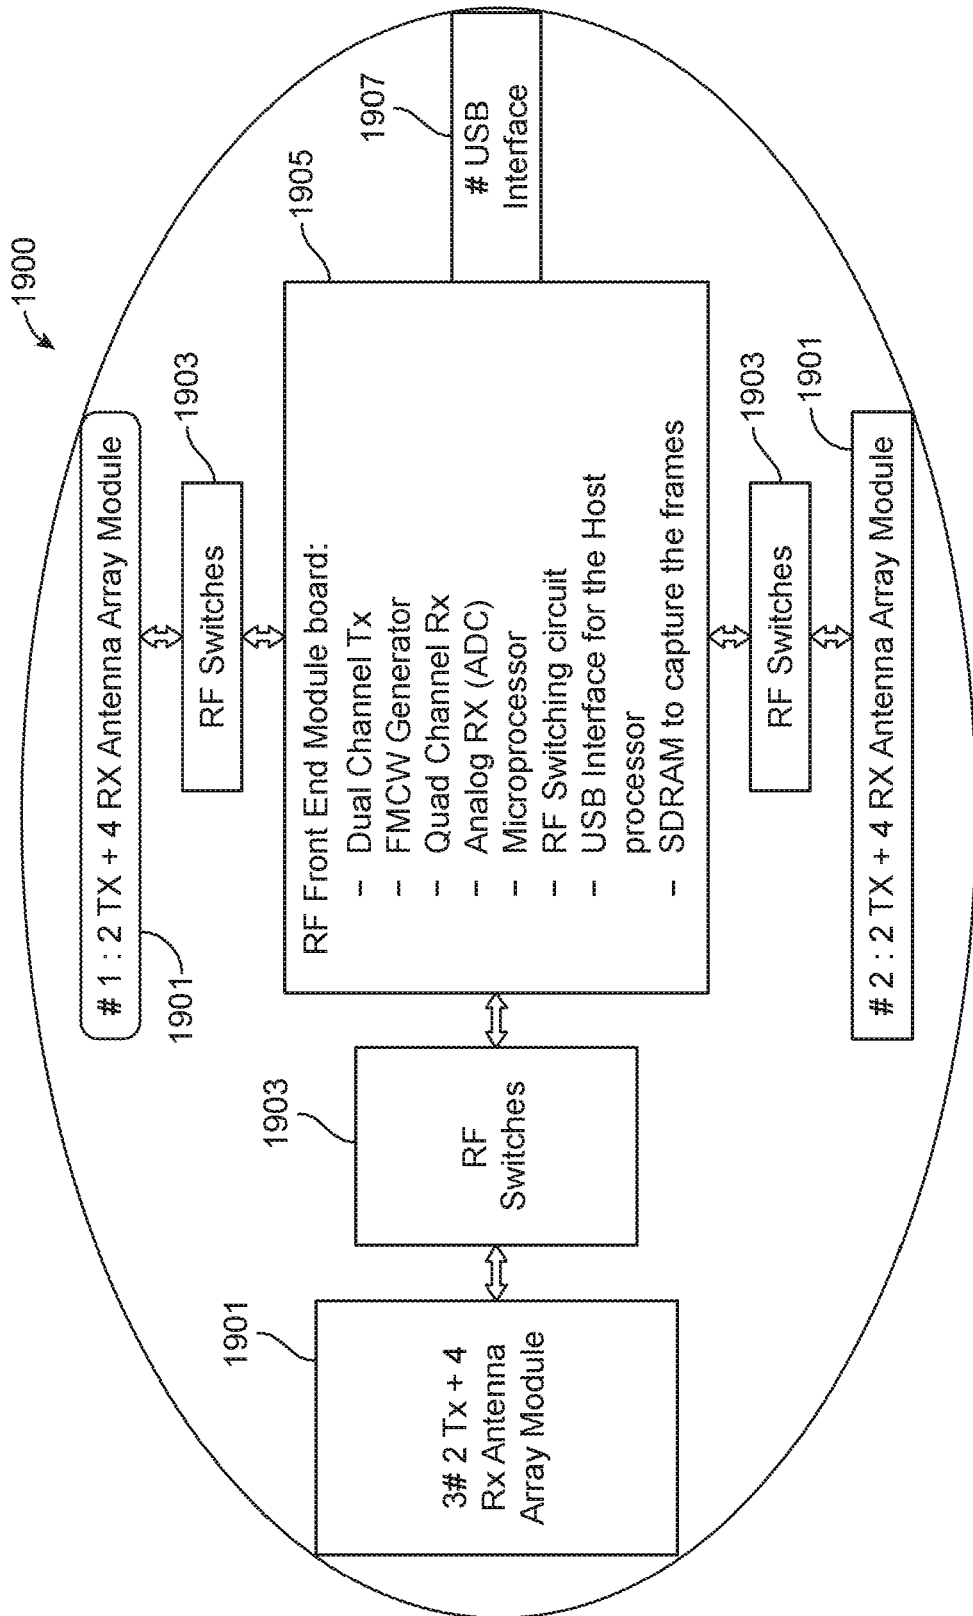 1900
# 1 : 2 TX + 4 RX Antenna Array Module
1901
RF Switches
1903
1905
RF Front End Module board:
- Dual Channel Tx
- FMCW Generator
- Quad Channel Rx
- Analog RX (ADC)
- Microprocessor
- RF Switching circuit
- USB Interface for the Host
processor
- SDRAM to capture the frames
1907
# USB
Interface
1903
RF
Switches
1901
3# 2 Tx + 4
Rx Antenna
Array Module
RF Switches
1903
1901
# 2 : 2 TX + 4 RX Antenna Array Module